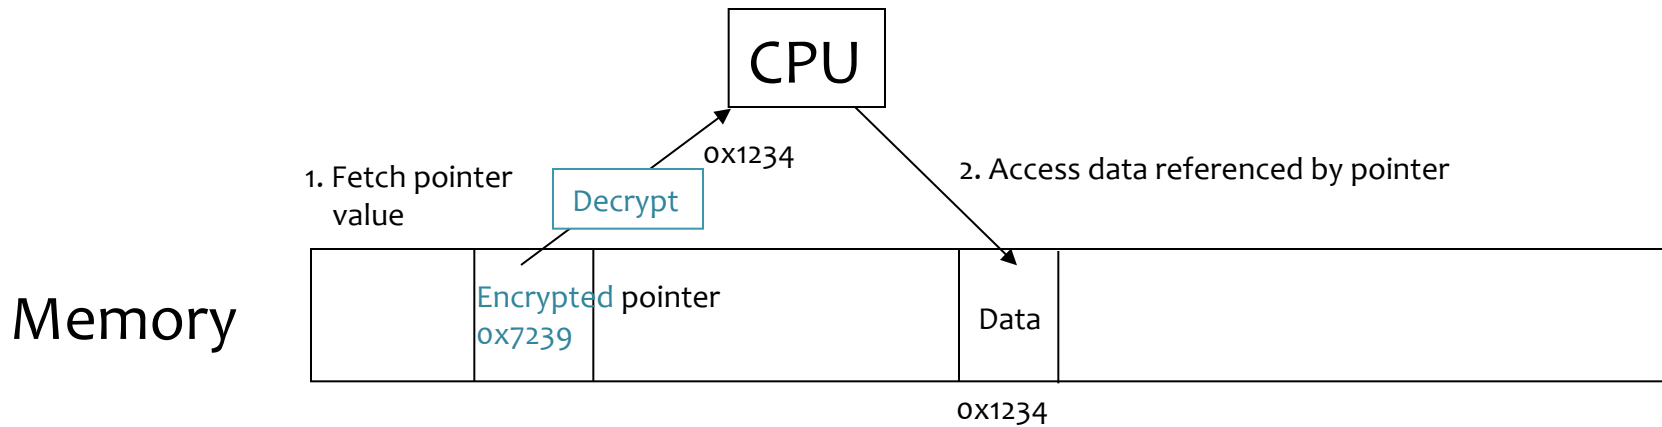 CPU
0x1234
1. Fetch pointer
value
2. Access data referenced by pointer
Decrypt
Memory
Encrypted pointer
0x7239
Data
0x1234